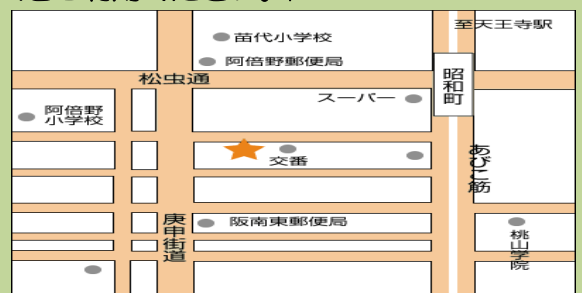 至天王寺駅
苗代小学校
阿倍野郵便局
松虫通
昭和町
スーパー
阿倍野
小学校
交番
あびこ筋
庚申街道
阪南東郵便局
桃山学院